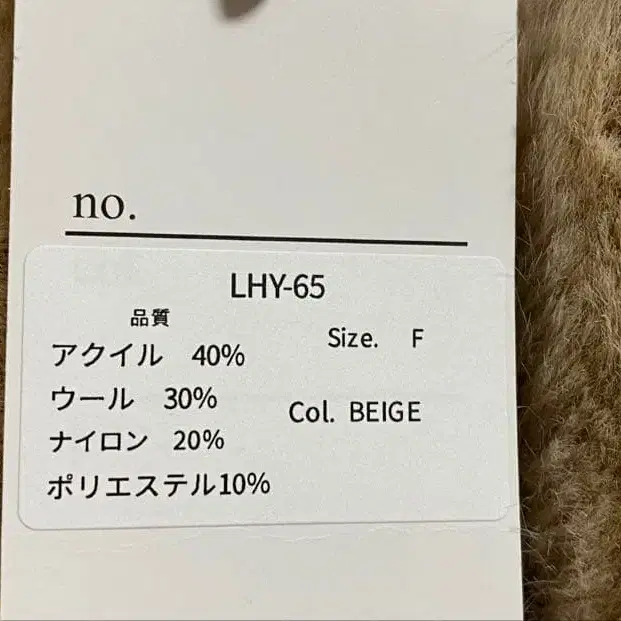 no.
LHY-65
品質
アクイル 40%
ウール 30%
ナイロン 20%
ポリエステル10%
Size. F
Col. BEIGE